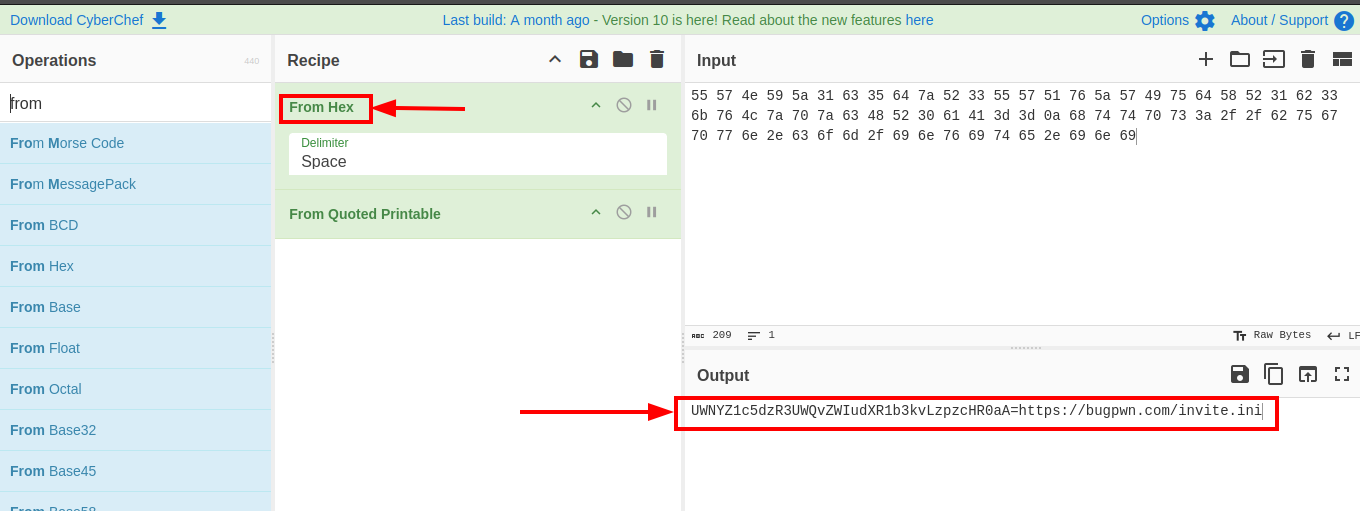 Download CyberChef
Last build: A month ago - Version 10 is here! Read about the new features here
Options
About / Support
Operations
440
from
From Morse Code
From MessagePack
From BCD
From Hex
From Base
From Float
From Octal
From Base32
From Base45
From Base58
Recipe
From Hex
Delimiter
Space
From Quoted Printable
Input
55 57 4e 59 5a 31 63 35 64 7a 52 33 55 57 51 76 5a 57 49 75 64 58 52 31 62 33
6b 76 4c 7a 70 7a 63 48 52 30 61 41 3d 3d 0a 68 74 74 70 73 3a 2f 2f 62 75 67
70 77 6e 2e 63 6f 6d 2f 69 6e 76 69 74 65 2e 69 6e 69
ABC 209
1
Raw Bytes
LF
Output
UWNYZ1c5dzR3UWQvZWIudXR1b3kvLzpzcHR0aA=https://bugpwn.com/invite.ini